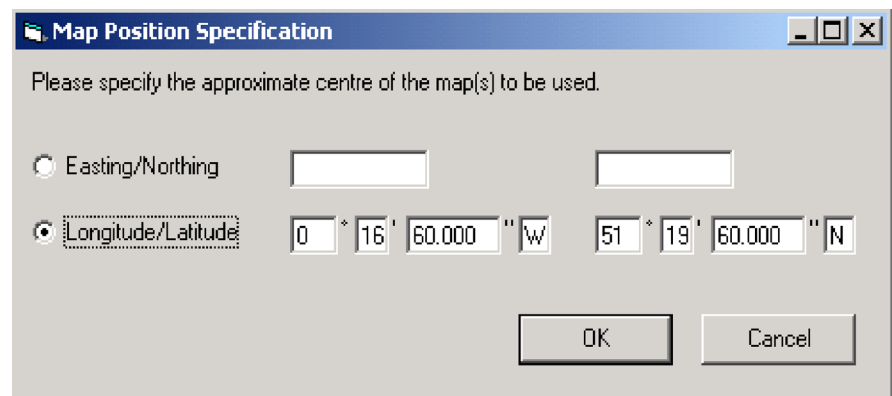 Map Position Specification
Please specify the approximate centre of the map(s) to be used.
Easting/Northing
Longitude/Latitude 0 ° 16 ' 60.000 " W 51 ° 19 ' 60.000 " N
OK Cancel